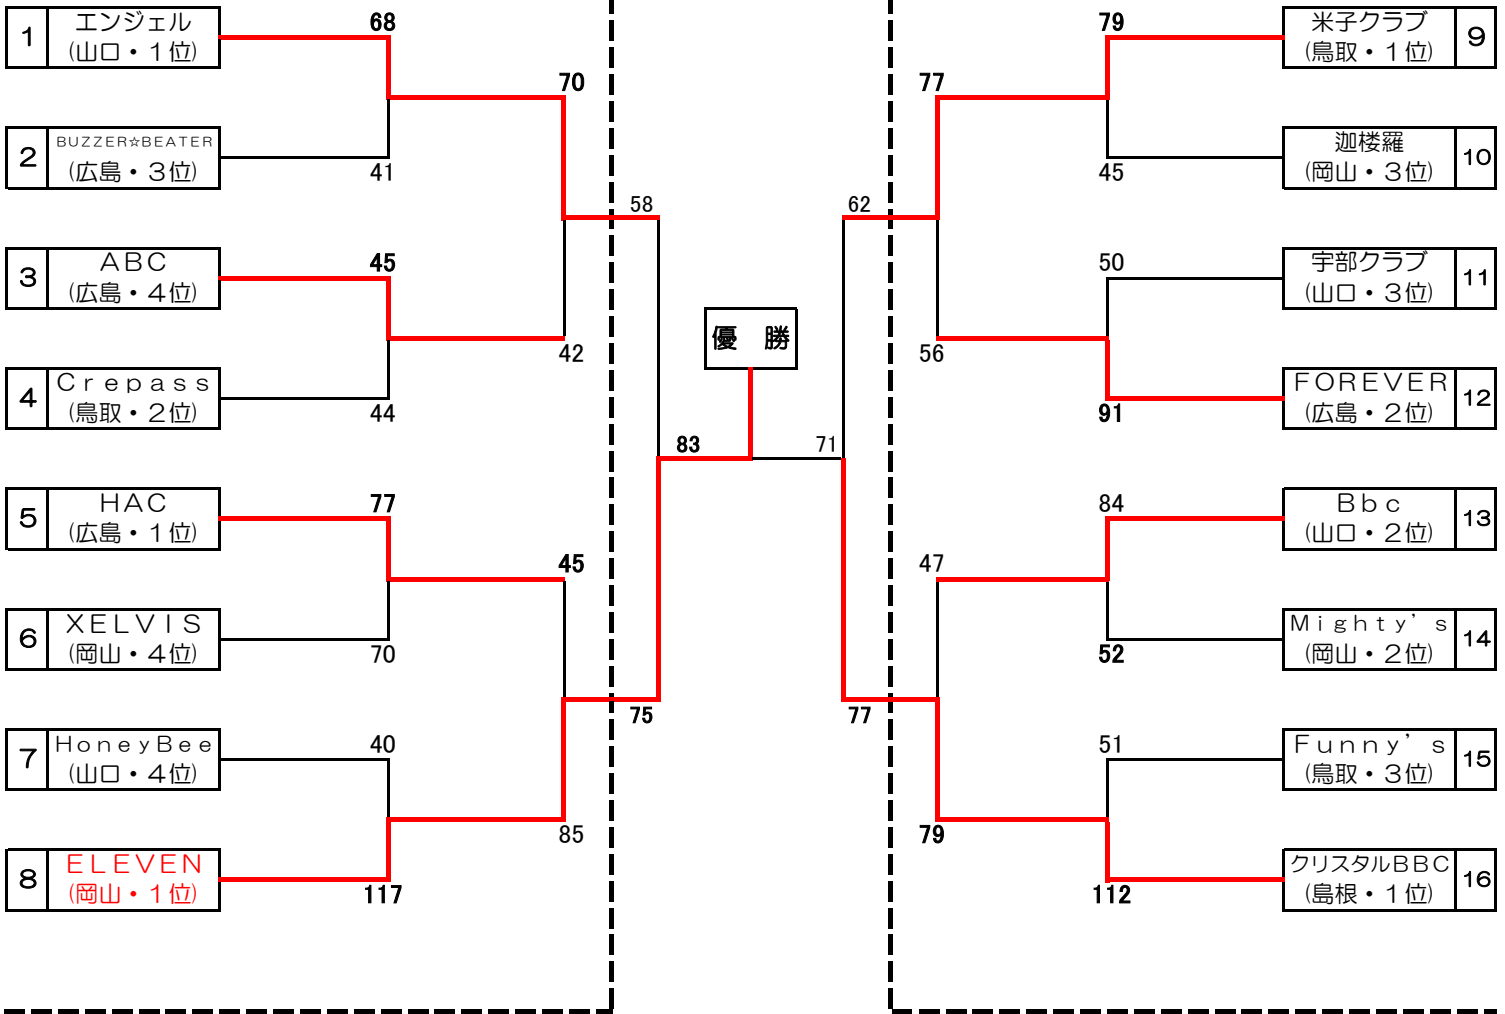 1
エンジェル
(山口・1位)
68
2
BUZZER☆BEATER
(広島・3位)
41
70
3
ABC
(広島・4位)
45
4
Crepass
(鳥取・2位)
44
42
58
5
HAC
(広島・1位)
77
6
XELVIS
(岡山・4位)
70
45
7
HoneyBee
(山口・4位)
40
8
ELEVEN
(岡山・1位)
117
85
75
83
優 勝
71
62
77
79
米子クラブ
(鳥取・1位)
9
45
迦楼羅
(岡山・3位)
10
50
宇部クラブ
(山口・3位)
11
56
91
FOREVER
(広島・2位)
12
84
Bbc
(山口・2位)
13
47
52
Mighty’s
(岡山・2位)
14
77
51
Funny’s
(鳥取・3位)
15
79
112
クリスタルBBC
(島根・1位)
16